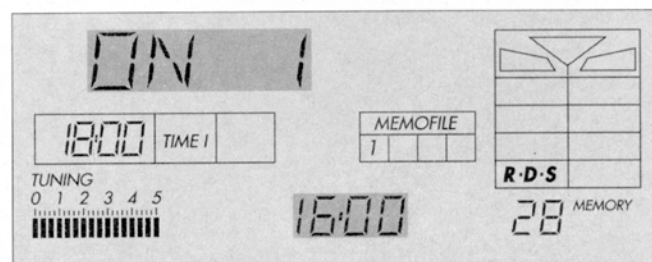 ON 1
18:00 TIME I
MEMOFILE
1
R·D·S
TUNING
0 1 2 3 4 5
16:00
28 MEMORY